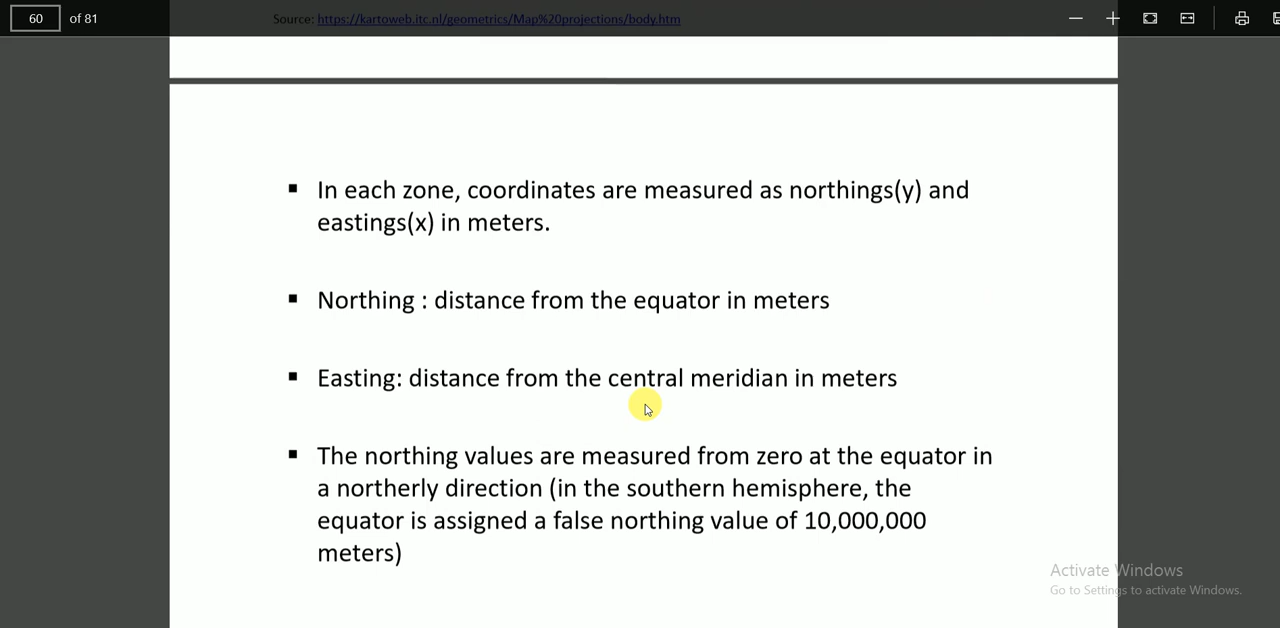 60 of 81
Source: https://kartoweb.itc.nl/geometrics/Map%20projections/body.htm
▪ In each zone, coordinates are measured as northings(y) and
eastings(x) in meters.
▪ Northing : distance from the equator in meters
▪ Easting: distance from the central meridian in meters
▪ The northing values are measured from zero at the equator in
a northerly direction (in the southern hemisphere, the
equator is assigned a false northing value of 10,000,000
meters)
Activate Windows
Go to Settings to activate Windows.